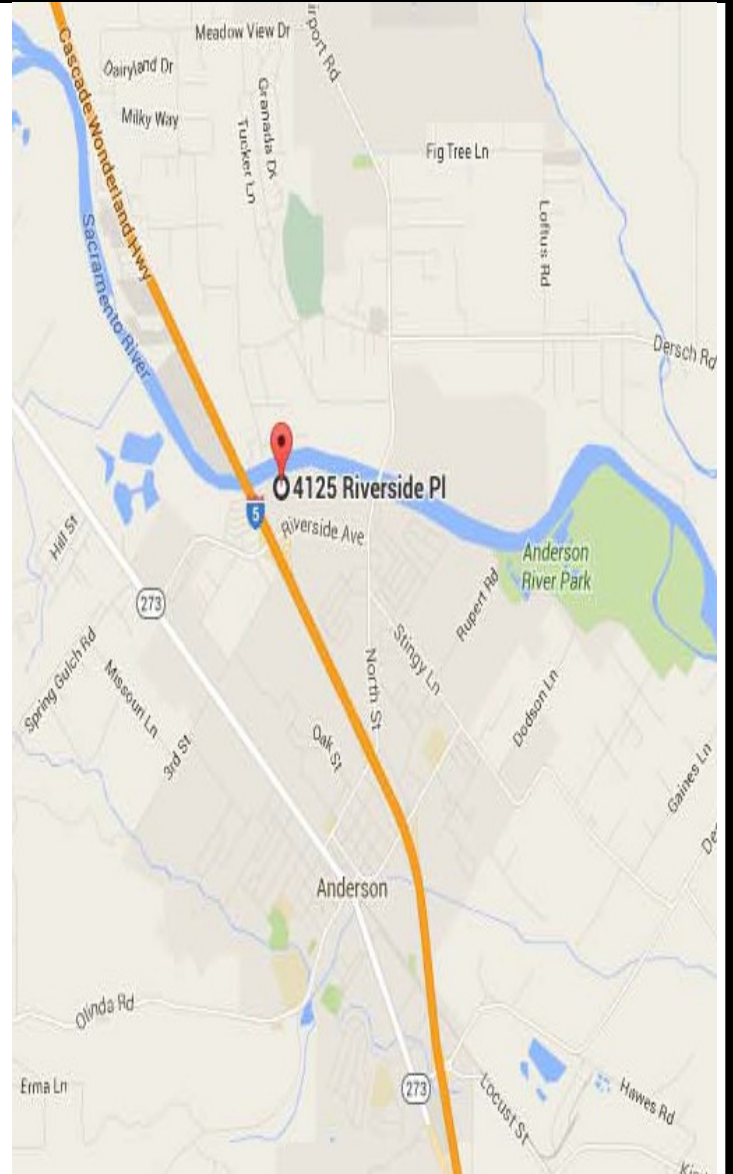 Meadow View Dr
irport Rd
Cascade Wonderland Hwy
Dairyland Dr
Granada Dr
Milky Way
Tucker Ln
Fig Tree Ln
Loftus Rd
Sacramento River
Dersch Rd
4125 Riverside Pl
5
Riverside Ave
Hill St
Anderson
River Park
Rupert Rd
273
Stingy Ln
North St
Spring Gulch Rd
Missouri Ln
Dodson Ln
3rd St
Oak St
Gaines Ln
De
Anderson
Olinda Rd
Erma Ln
273
Locust St
Hawes Rd